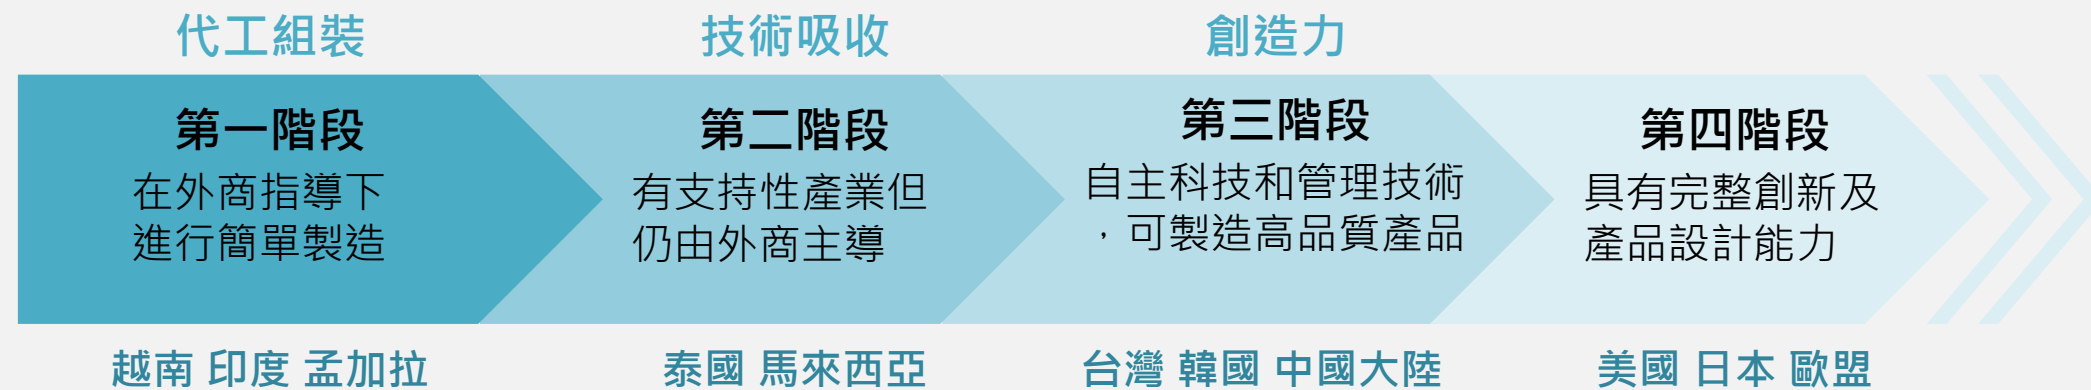 代工組裝
技術吸收
創造力
第一階段
在外商指導下
進行簡單製造
第二階段
有支持性產業但
仍由外商主導
第三階段
自主科技和管理技術
，可製造高品質產品
第四階段
具有完整創新及
產品設計能力
越南 印度 孟加拉
泰國 馬來西亞
台灣 韓國 中國大陸
美國 日本 歐盟